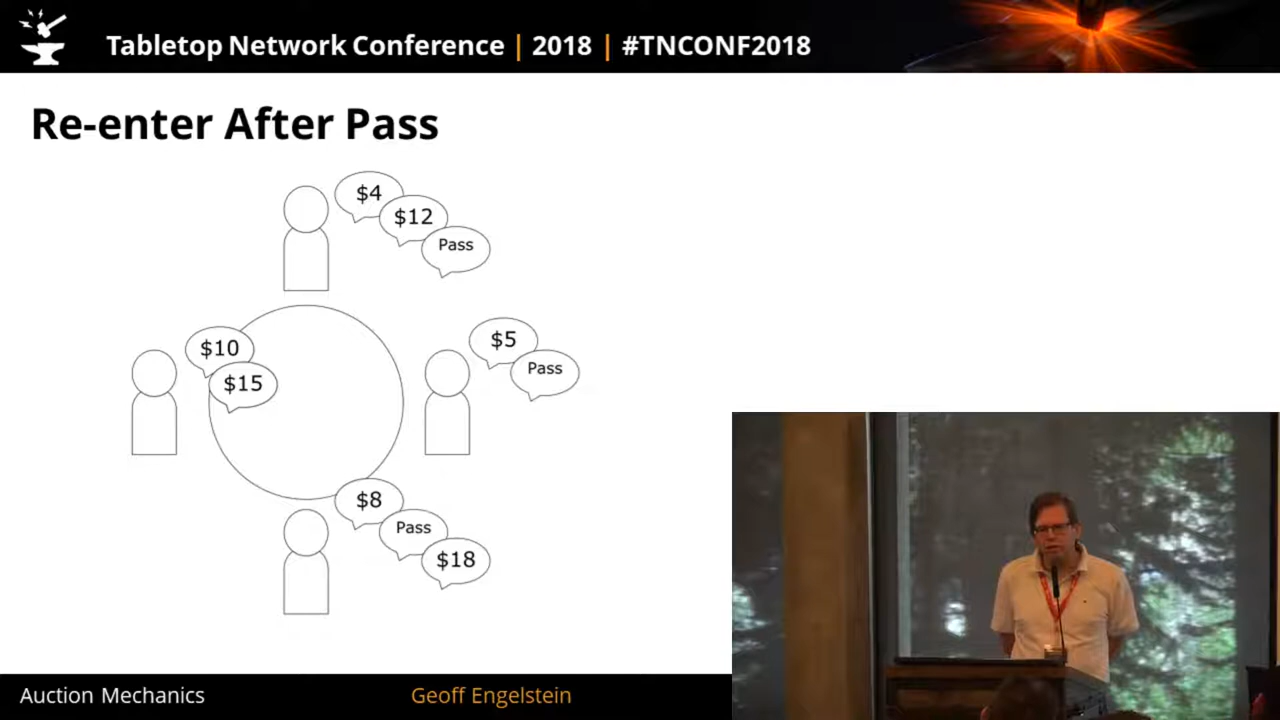 Tabletop Network Conference | 2018 | #TNCONF2018
Re-enter After Pass
$4
$12
Pass
$10
$15
$5
Pass
$8
Pass
$18
Auction Mechanics
Geoff Engelstein